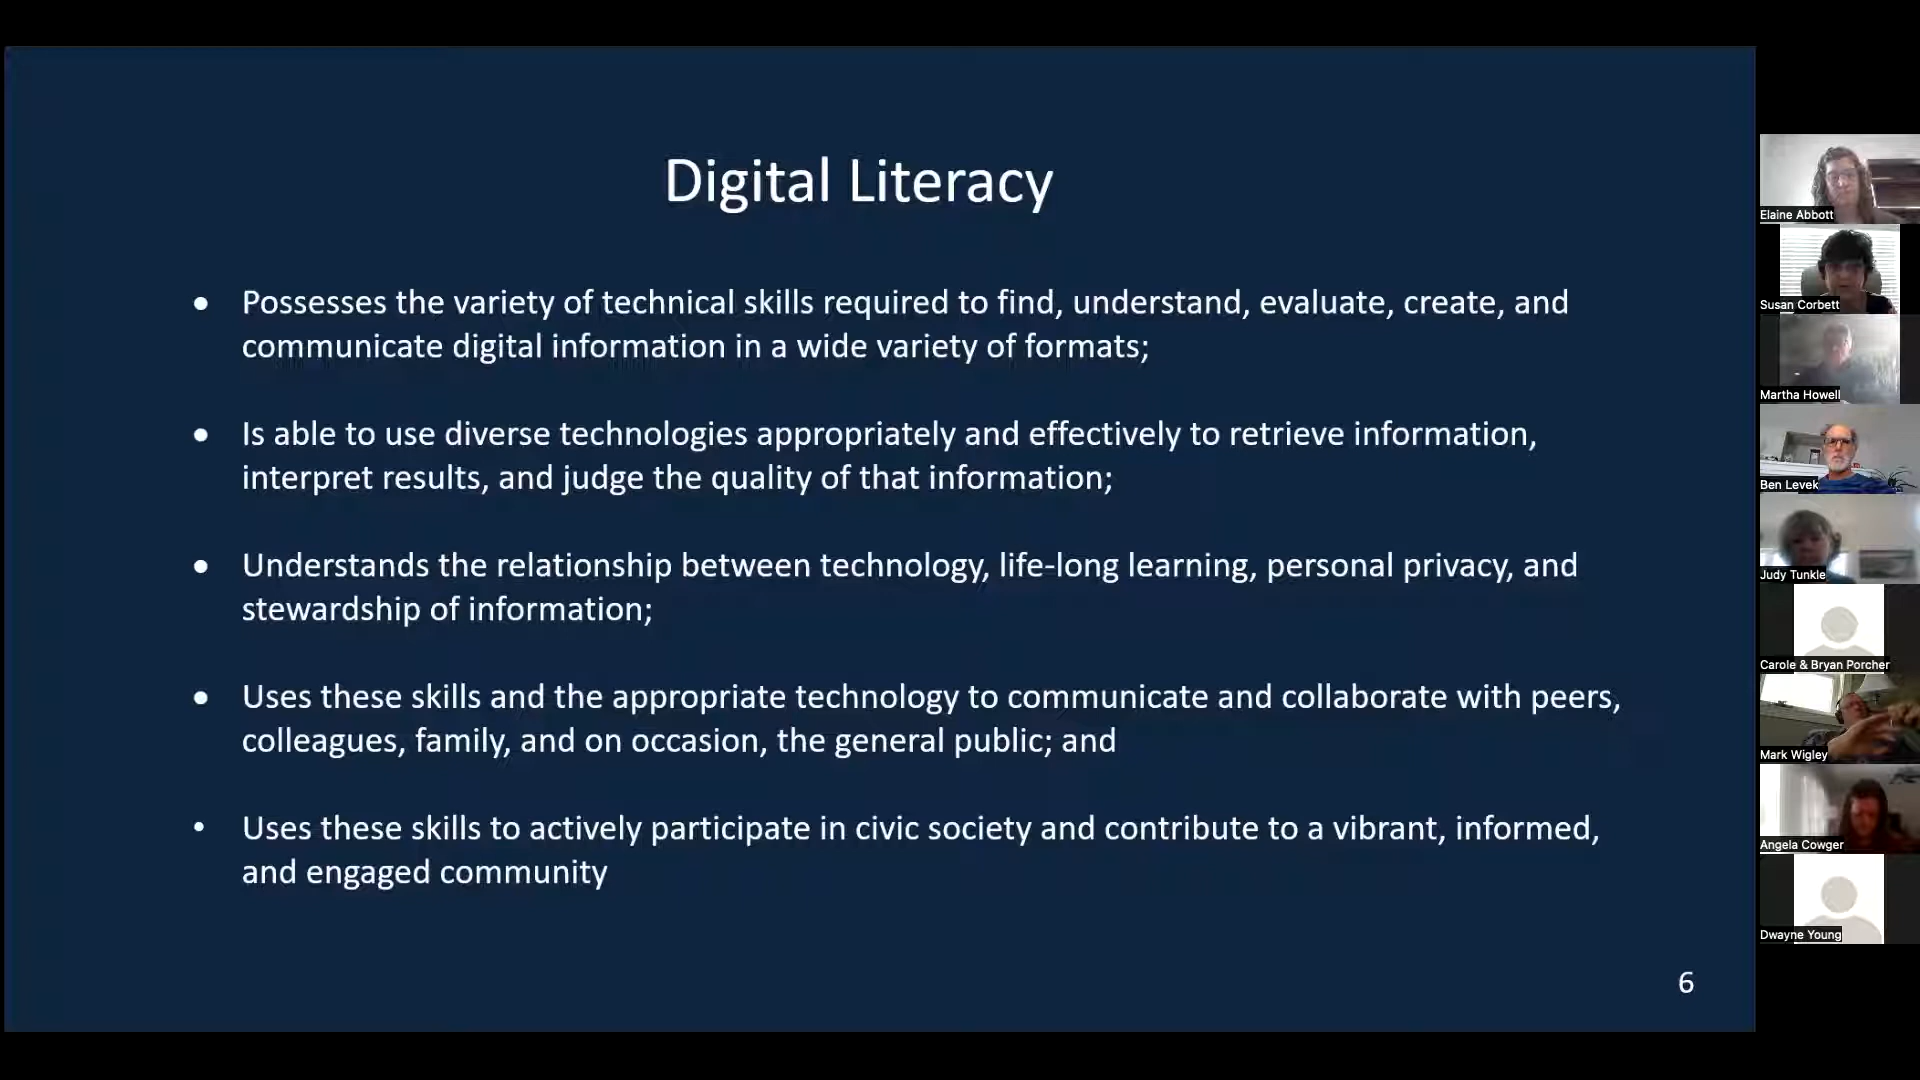 Digital Literacy
● Possesses the variety of technical skills required to find, understand, evaluate, create, and
communicate digital information in a wide variety of formats;
● Is able to use diverse technologies appropriately and effectively to retrieve information,
interpret results, and judge the quality of that information;
● Understands the relationship between technology, life-long learning, personal privacy, and
stewardship of information;
● Uses these skills and the appropriate technology to communicate and collaborate with peers,
colleagues, family, and on occasion, the general public; and
• Uses these skills to actively participate in civic society and contribute to a vibrant, informed,
and engaged community
6
Elaine Abbott
Susan Corbett
Martha Howell
Ben Levek
Judy Tunkle
Carole & Bryan Porcher
Mark Wigley
Angela Cowger
Dwayne Young